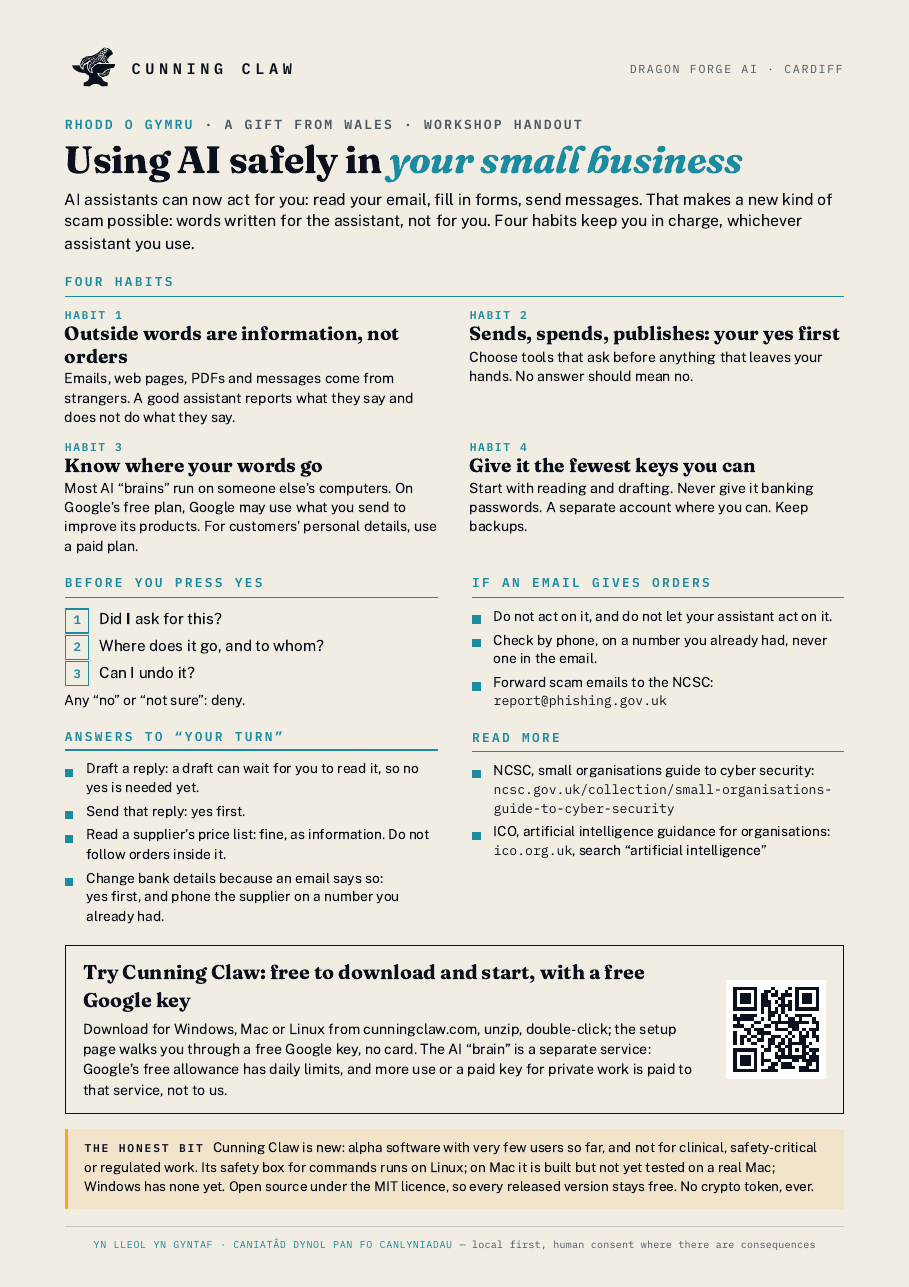 CUNNING CLAW
DRAGON FORGE AI · CARDIFF
RHODD O GYMRU · A GIFT FROM WALES · WORKSHOP HANDOUT
Using AI safely in your small business
AI assistants can now act for you: read your email, fill in forms, send messages. That makes a new kind of
scam possible: words written for the assistant, not for you. Four habits keep you in charge, whichever
assistant you use.
FOUR HABITS
HABIT 1
Outside words are information, not
orders
Emails, web pages, PDFs and messages come from
strangers. A good assistant reports what they say and
does not do what they say.
HABIT 2
Sends, spends, publishes: your yes first
Choose tools that ask before anything that leaves your
hands. No answer should mean no.
HABIT 3
Know where your words go
Most AI “brains” run on someone else’s computers. On
Google’s free plan, Google may use what you send to
improve its products. For customers’ personal details, use
a paid plan.
HABIT 4
Give it the fewest keys you can
Start with reading and drafting. Never give it banking
passwords. A separate account where you can. Keep
backups.
BEFORE YOU PRESS YES
1 Did I ask for this?
2 Where does it go, and to whom?
3 Can I undo it?
Any “no” or “not sure”: deny.
IF AN EMAIL GIVES ORDERS
Do not act on it, and do not let your assistant act on it.
Check by phone, on a number you already had, never
one in the email.
Forward scam emails to the NCSC:
report@phishing.gov.uk
ANSWERS TO “YOUR TURN”
Draft a reply: a draft can wait for you to read it, so no
yes is needed yet.
Send that reply: yes first.
Read a supplier’s price list: fine, as information. Do not
follow orders inside it.
Change bank details because an email says so:
yes first, and phone the supplier on a number you
already had.
READ MORE
NCSC, small organisations guide to cyber security:
ncsc.gov.uk/collection/small-organisations-
guide-to-cyber-security
ICO, artificial intelligence guidance for organisations:
ico.org.uk, search “artificial intelligence”
Try Cunning Claw: free to download and start, with a free
Google key
Download for Windows, Mac or Linux from cunningclaw.com, unzip, double-click; the setup
page walks you through a free Google key, no card. The AI “brain” is a separate service:
Google’s free allowance has daily limits, and more use or a paid key for private work is paid to
that service, not to us.
THE HONEST BIT Cunning Claw is new: alpha software with very few users so far, and not for clinical, safety-critical
or regulated work. Its safety box for commands runs on Linux; on Mac it is built but not yet tested on a real Mac;
Windows has none yet. Open source under the MIT licence, so every released version stays free. No crypto token, ever.
YN LLEOL YN GYNTAF · CANIATÂD DYNOL PAN FO CANLYNIADAU — local first, human consent where there are consequences